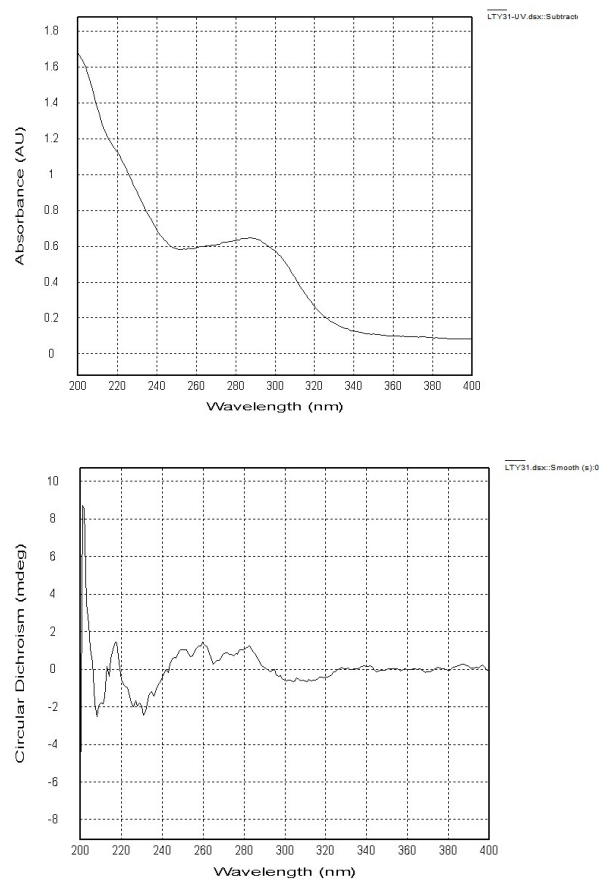 LTY31-UV.dsx::Subtract
1.8
1.6
1.4
1.2
1
0.8
0.6
0.4
0.2
0
Absorbance (AU)
200 220 240 260 280 300 320 340 360 380 400
Wavelength (nm)
LTY31.dsx::Smooth (s):0
10
8
6
4
2
0
-2
-4
-6
-8
Circular Dichroism (mdeg)
200 220 240 260 280 300 320 340 360 380 400
Wavelength (nm)